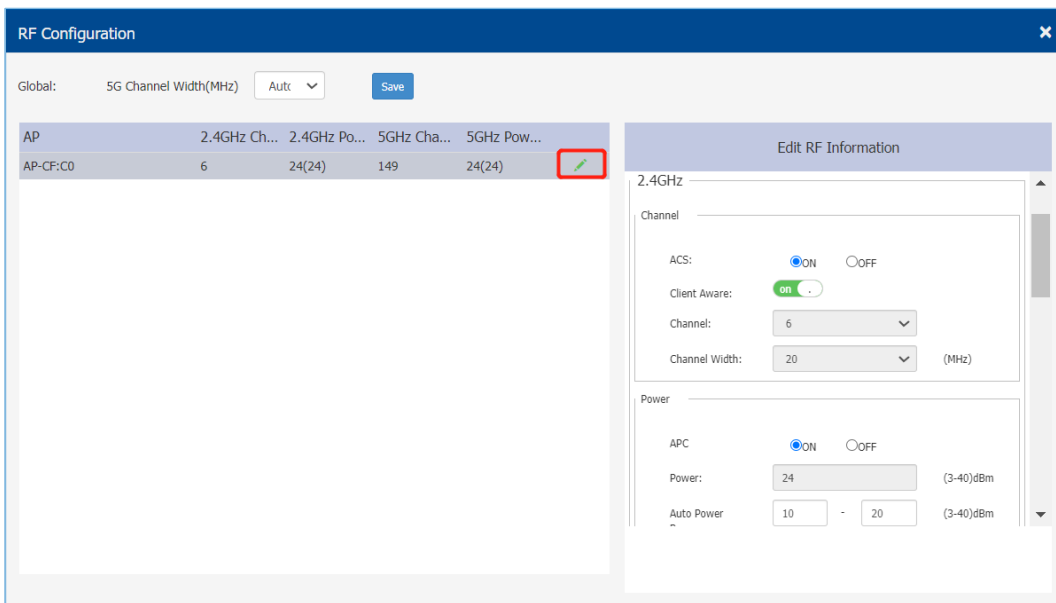 RF Configuration ×
Global: 5G Channel Width(MHz) Auto Save
AP 2.4GHz Ch... 2.4GHz Po... 5GHz Cha... 5GHz Pow...
AP-CF:C0 6 24(24) 149 24(24)
Edit RF Information
2.4GHz
Channel
ACS: ON OFF
Client Aware: on .
Channel: 6
Channel Width: 20 (MHz)
Power
APC ON OFF
Power: 24 (3-40)dBm
Auto Power 10 - 20 (3-40)dBm